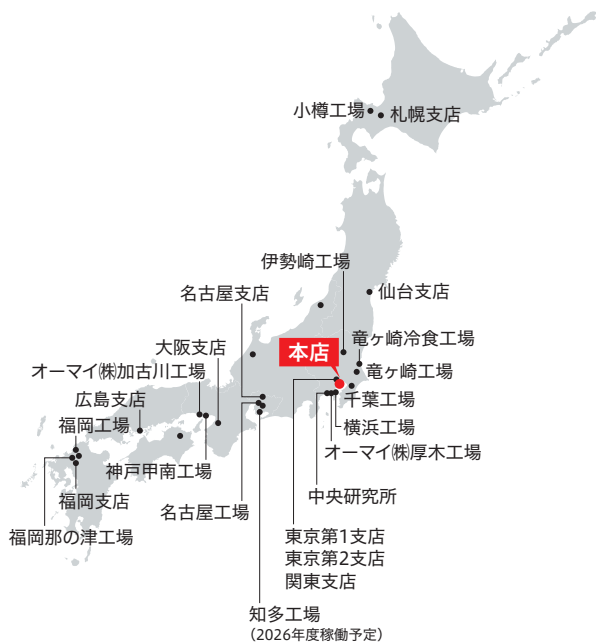 小樽工場
札幌支店
伊勢崎工場
名古屋支店
仙台支店
竜ヶ崎冷食工場
本店
大阪支店
オーマイ㈱加古川工場
竜ヶ崎工場
広島支店
千葉工場
福岡工場
横浜工場
オーマイ㈱厚木工場
神戸甲南工場
中央研究所
福岡支店
名古屋工場
福岡那の津工場
東京第1支店
東京第2支店
関東支店
知多工場
（2026年度稼働予定）